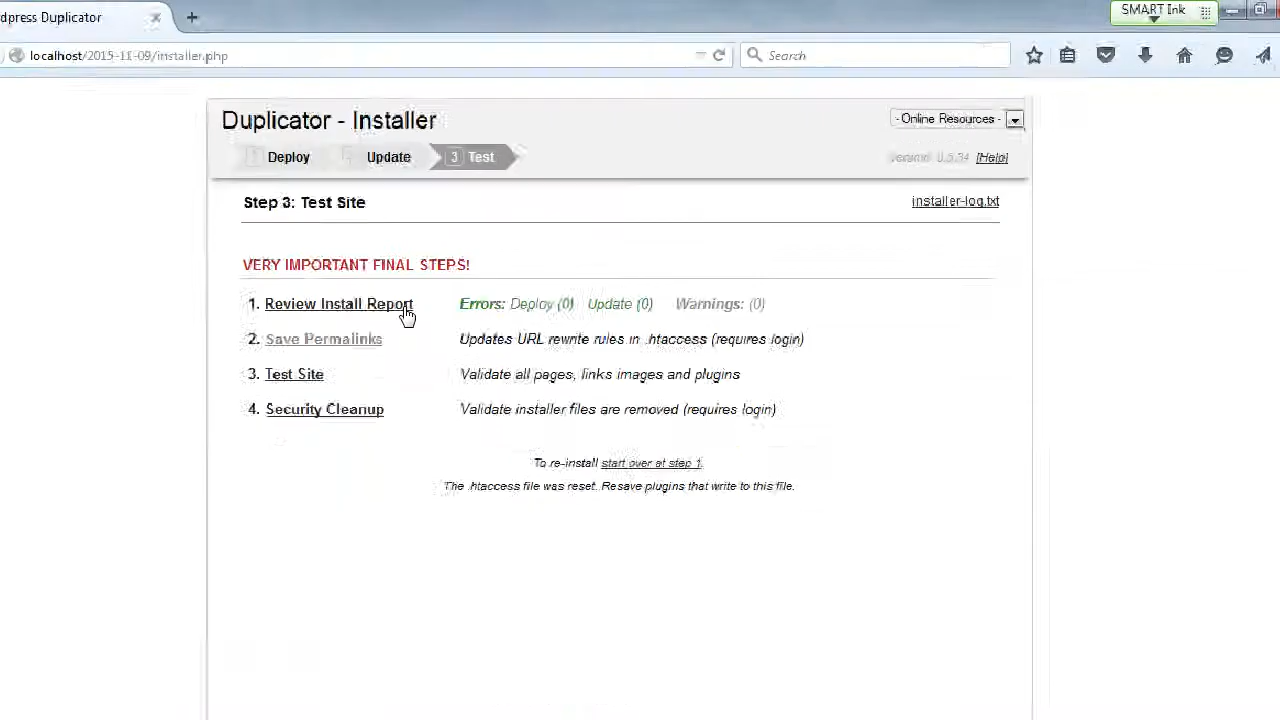 dpress Duplicator
SMART Ink
localhost/2015-11-09/installer.php
Search
Duplicator - Installer
- Online Resources -
Deploy
Update
3 Test
version: 0.5.34 [Help]
Step 3: Test Site
installer-log.txt
VERY IMPORTANT FINAL STEPS!
1. Review Install Report Errors: Deploy (0) Update (0) Warnings: (0)
2. Save Permalinks Updates URL rewrite rules in .htaccess (requires login)
3. Test Site Validate all pages, links images and plugins
4. Security Cleanup Validate installer files are removed (requires login)
To re-install start over at step 1.
The .htaccess file was reset. Resave plugins that write to this file.